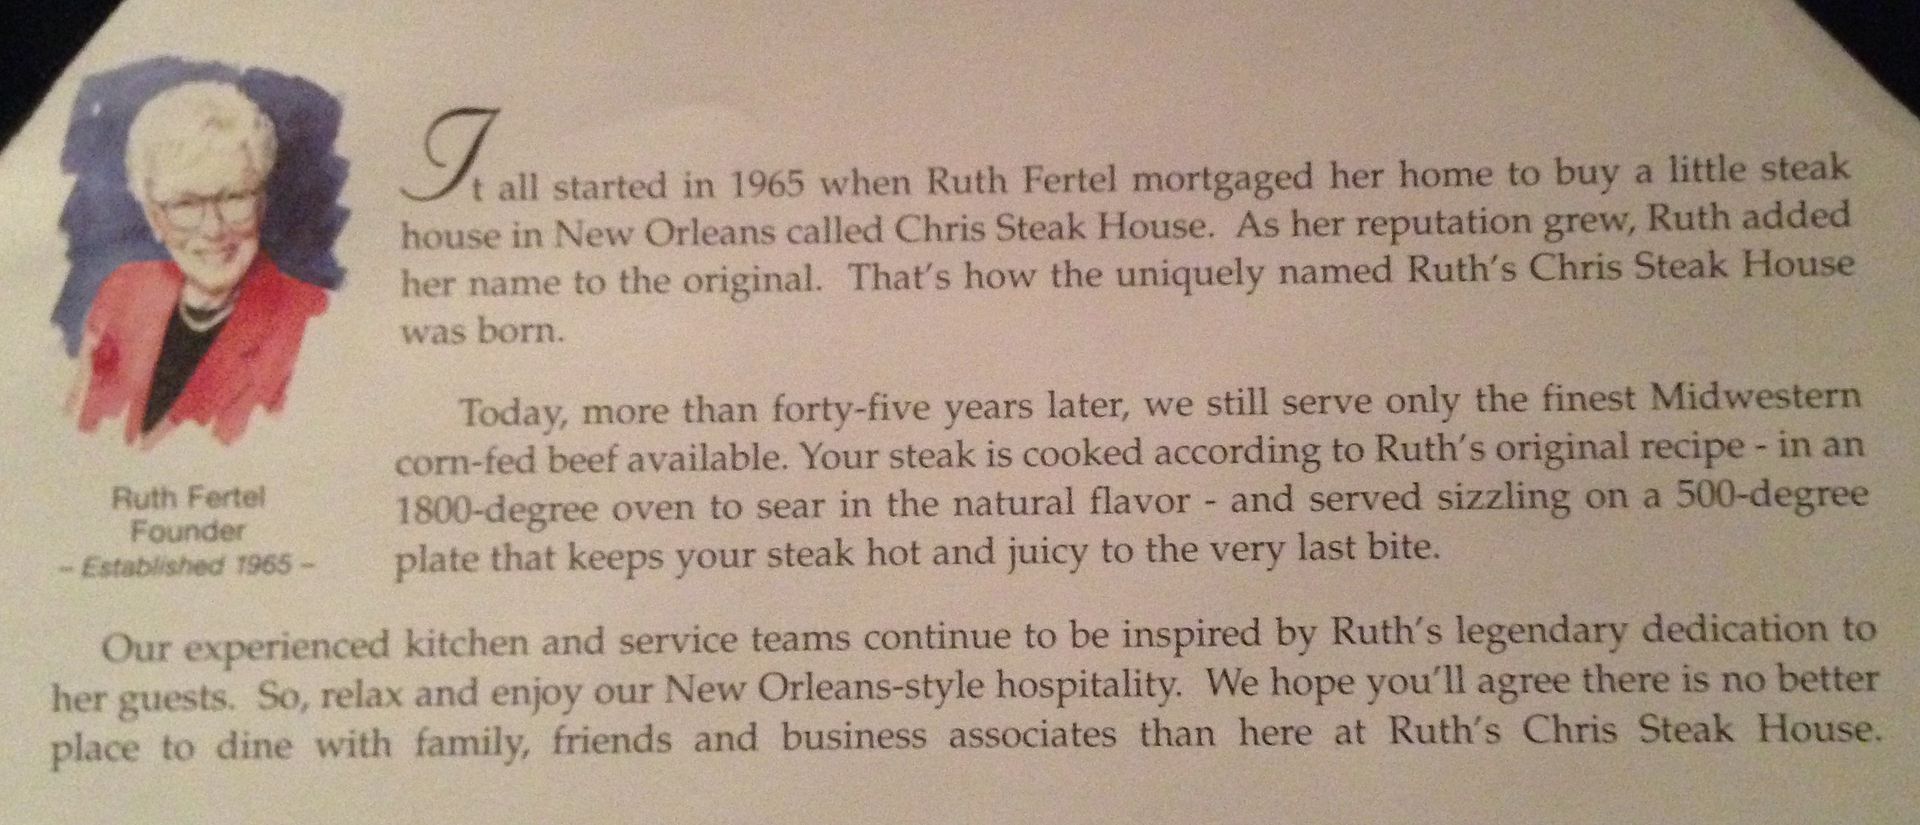 It all started in 1965 when Ruth Fertel mortgaged her home to buy a little steak
house in New Orleans called Chris Steak House. As her reputation grew, Ruth added
her name to the original. That's how the uniquely named Ruth's Chris Steak House
was born.
Today, more than forty-five years later, we still serve only the finest Midwestern
corn-fed beef available. Your steak is cooked according to Ruth's original recipe - in an
1800-degree oven to sear in the natural flavor - and served sizzling on a 500-degree
plate that keeps your steak hot and juicy to the very last bite.
Ruth Fertel
Founder
- Established 1965 -
Our experienced kitchen and service teams continue to be inspired by Ruth's legendary dedication to
her guests. So, relax and enjoy our New Orleans-style hospitality. We hope you'll agree there is no better
place to dine with family, friends and business associates than here at Ruth's Chris Steak House.